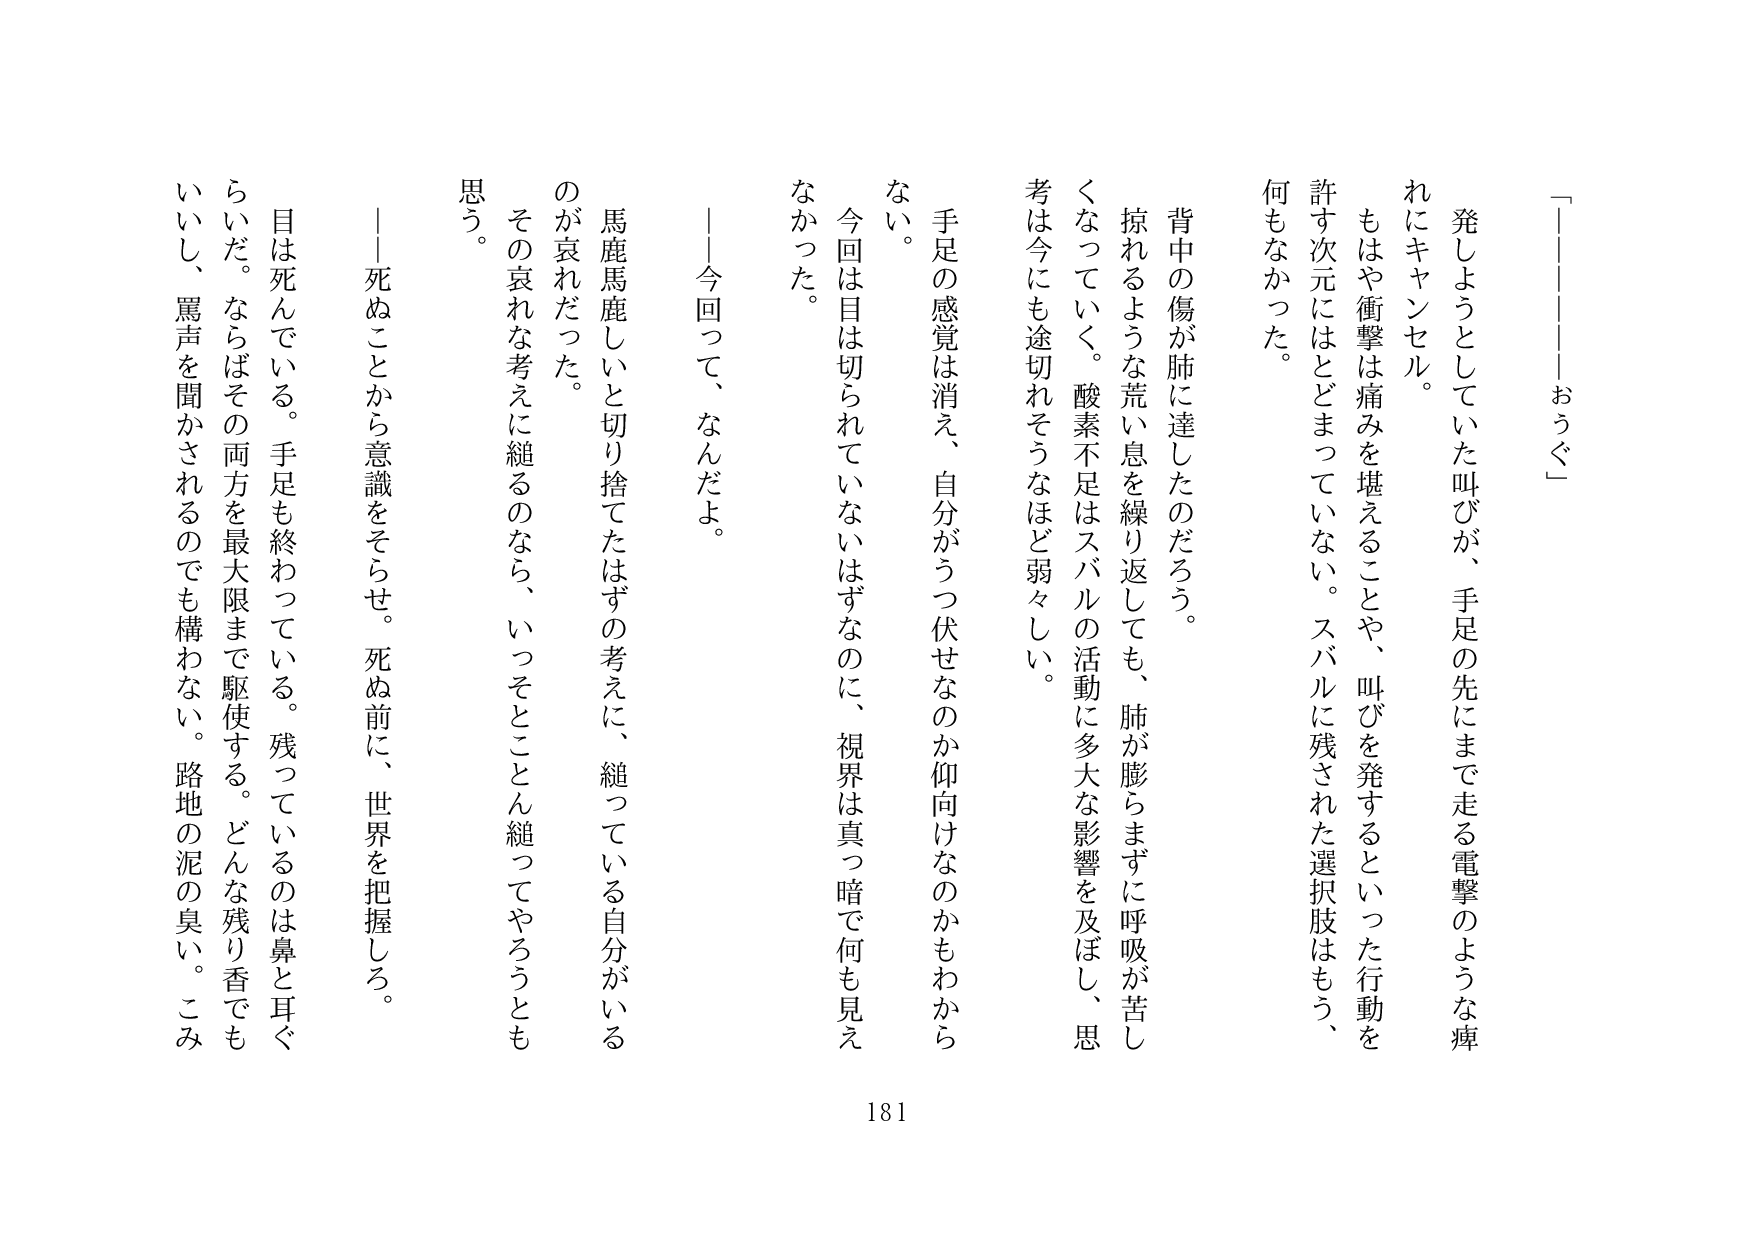 「――――――おうぐ」
発しようとしていた叫びが、手足の先にまで走る電撃のような痺
れにキャンセル。
もはや衝撃は痛みを堪えることや、叫びを発するといった行動を
許す次元にはとどまっていない。スバルに残された選択肢はもう、
何もなかった。
背中の傷が肺に達したのだろう。
掠れるような荒い息を繰り返しても、肺が膨らまずに呼吸が苦し
くなっていく。酸素不足はスバルの活動に多大な影響を及ぼし、思
考は今にも途切れそうなほど弱々しい。
手足の感覚は消え、自分がうつ伏せなのか仰向けなのかもわから
ない。
今回は目は切られていないはずなのに、視界は真っ暗で何も見え
なかった。
――今回って、なんだよ。
馬鹿馬鹿しいと切り捨てたはずの考えに、縋っている自分がいる
のが哀れだった。
その哀れな考えに縋るのなら、いっそとことん縋ってやろうとも
思う。
――死ぬことから意識をそらせ。死ぬ前に、世界を把握しろ。
目は死んでいる。手足も終わっている。残っているのは鼻と耳ぐ
らいだ。ならばその両方を最大限まで駆使する。どんな残り香でも
いいし、罵声を聞かされるのでも構わない。路地の泥の臭い。こみ
181